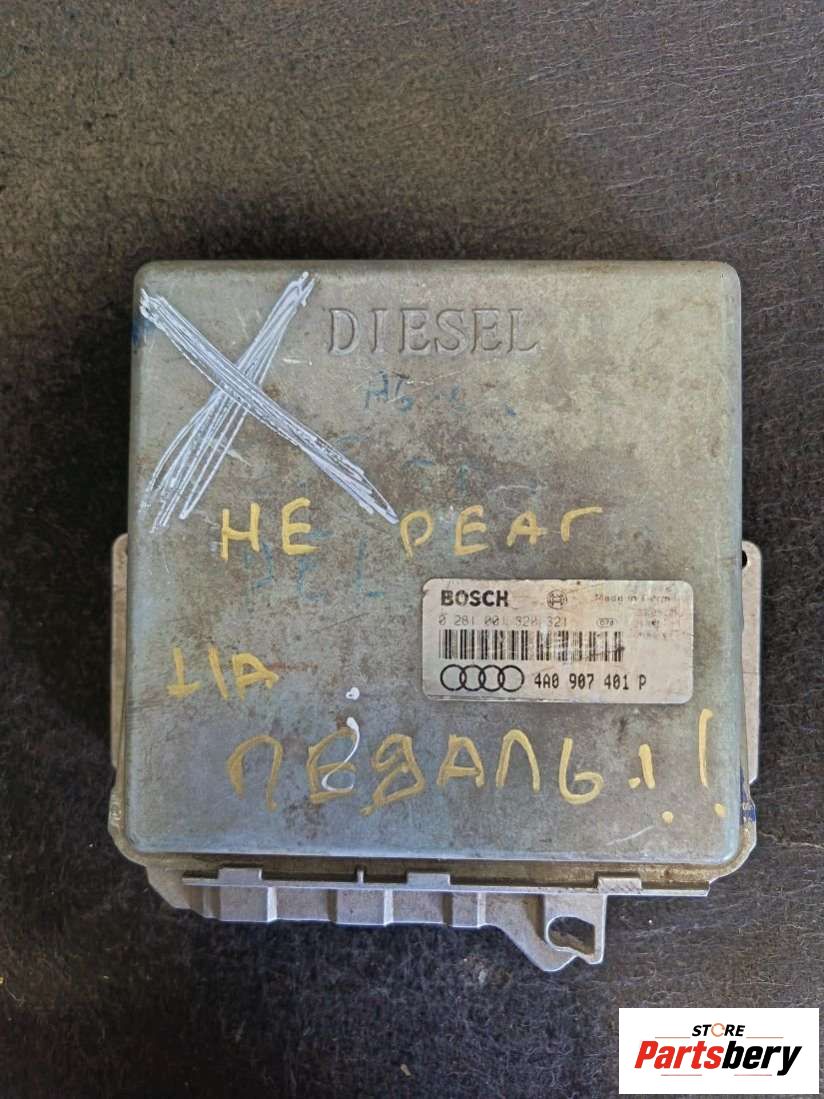 DIESEL
НЕ РЕАГ
BOSCH
0 281 001 320/321
4A0 907 401 P
НА
ПЕДАЛЬ!!
STORE
Partsbery